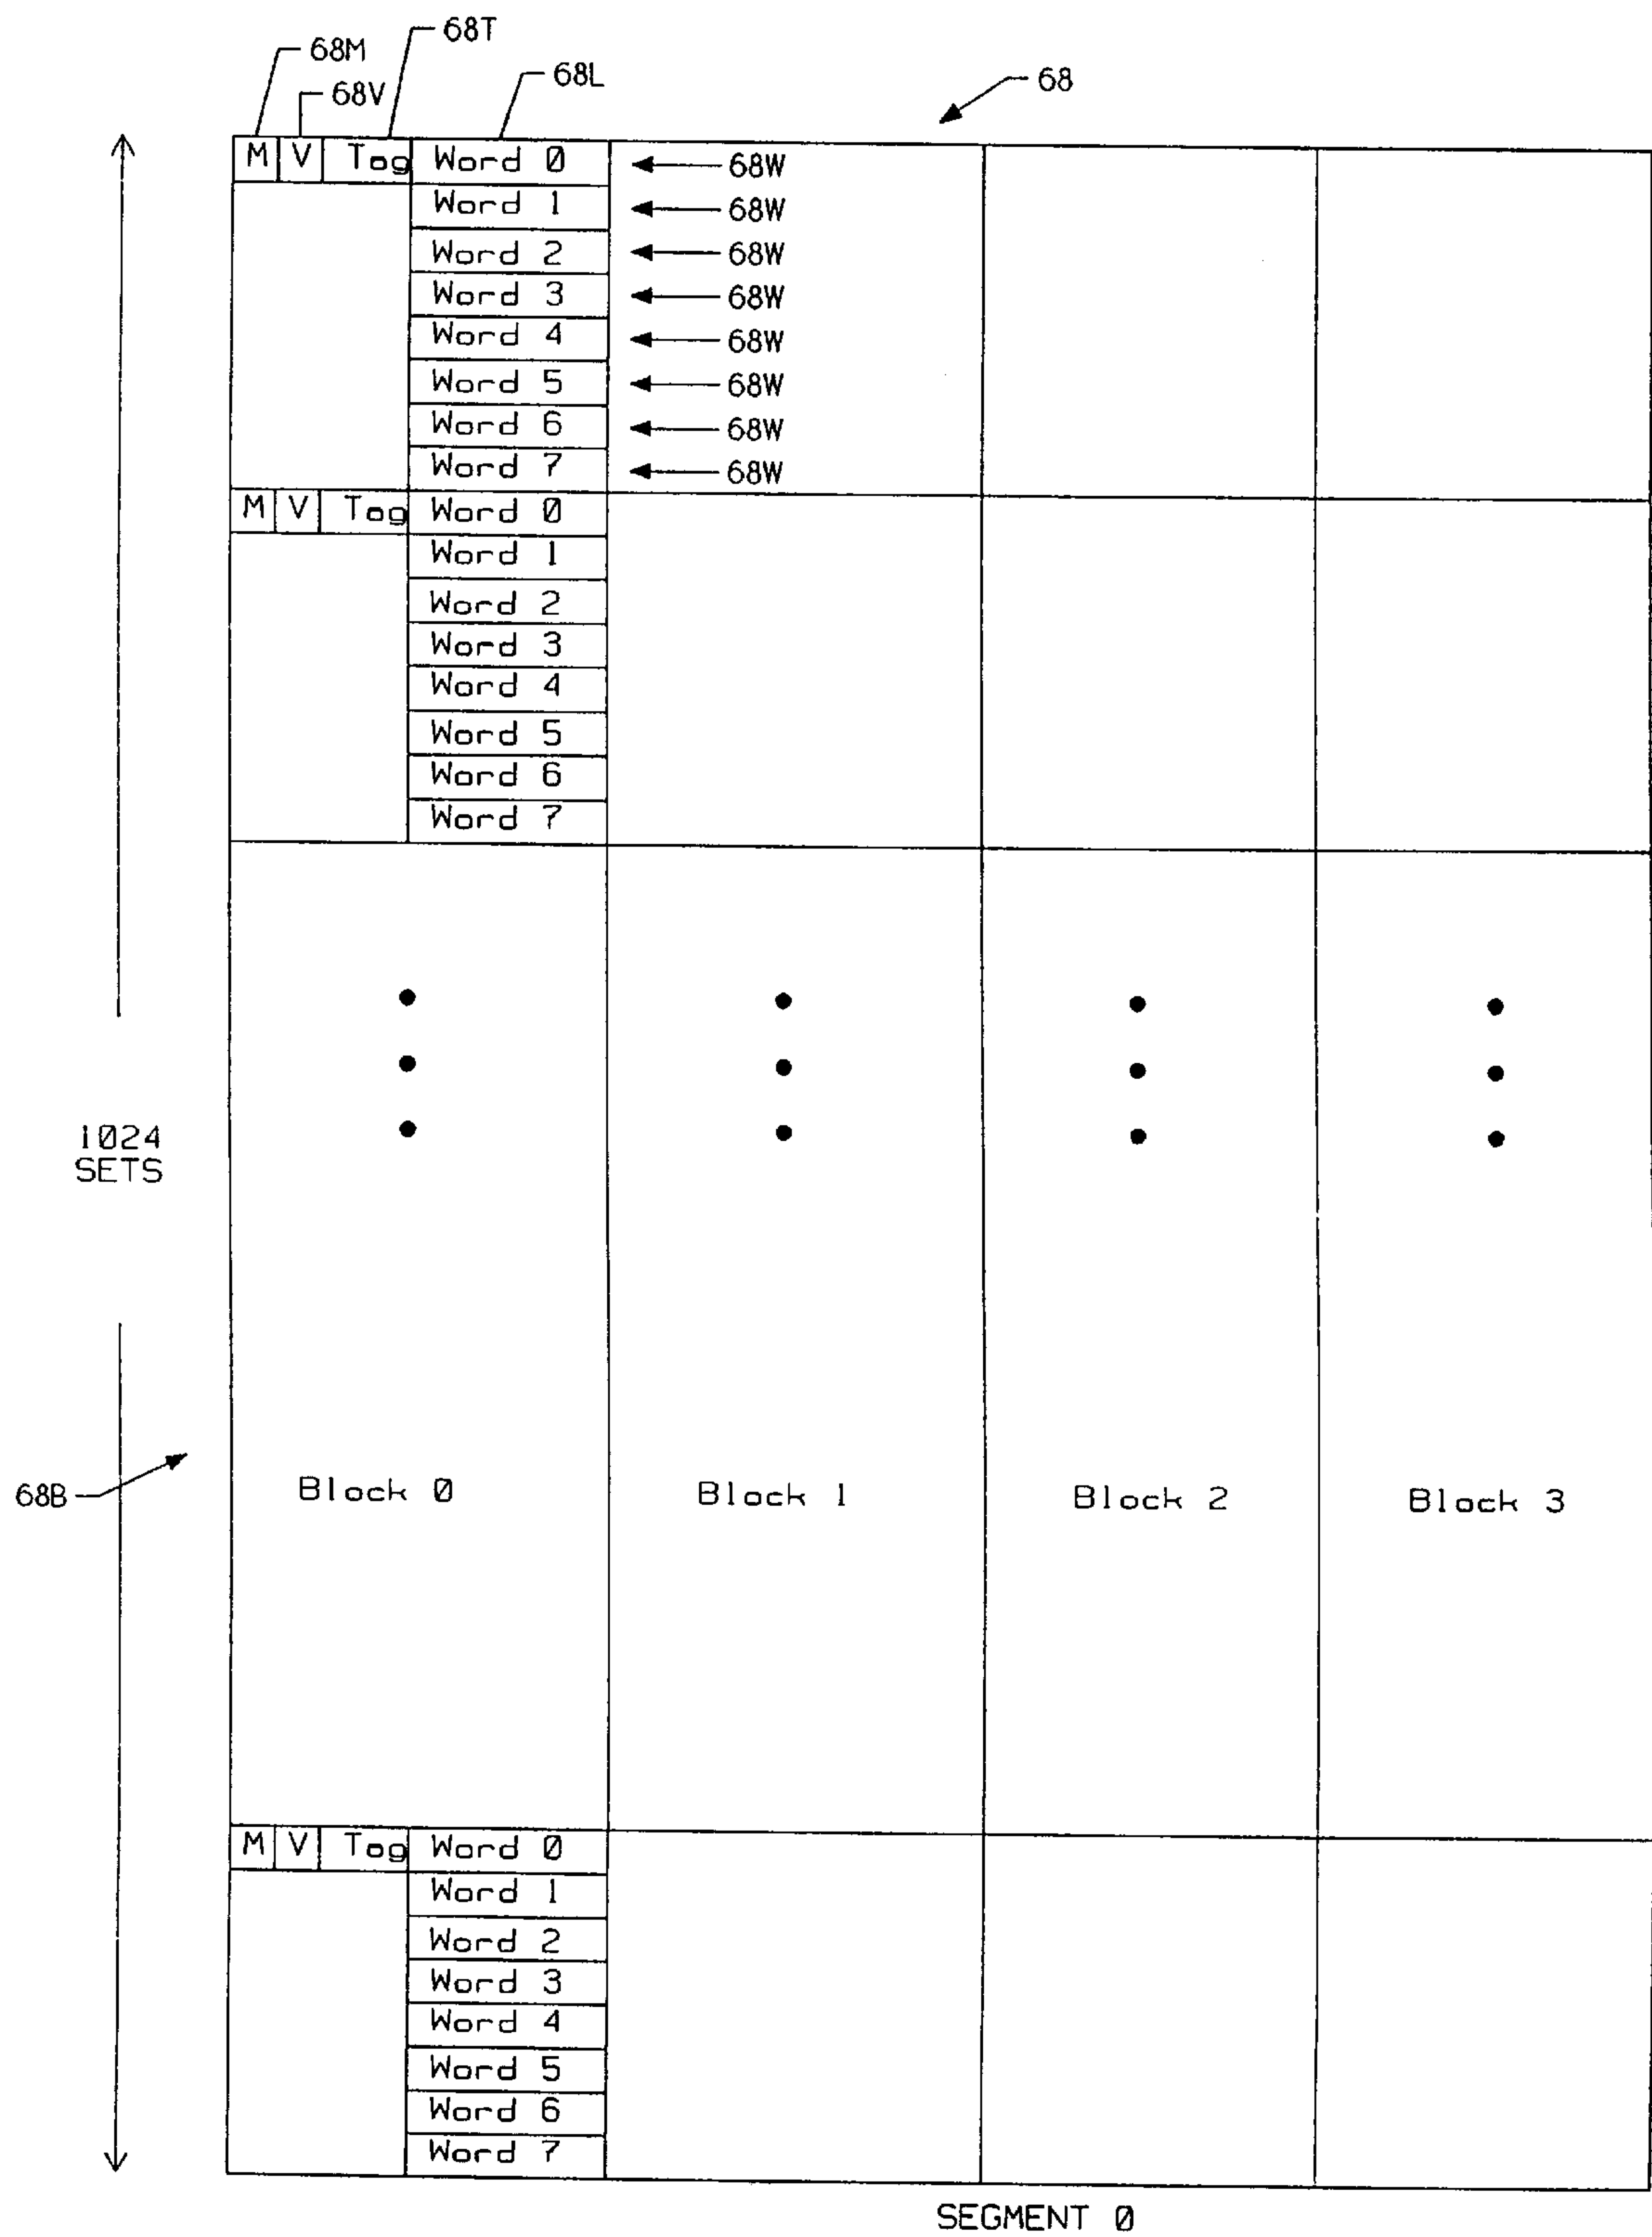 68T
68M
68L
68V
68
M V Tag Word 0 68W
Word 1 68W
Word 2 68W
Word 3 68W
Word 4 68W
Word 5 68W
Word 6 68W
Word 7 68W
M V Tag Word 0
Word 1
Word 2
Word 3
Word 4
Word 5
Word 6
Word 7
1024
SETS
68B
Block 0 Block 1 Block 2 Block 3
M V Tag Word 0
Word 1
Word 2
Word 3
Word 4
Word 5
Word 6
Word 7
SEGMENT 0